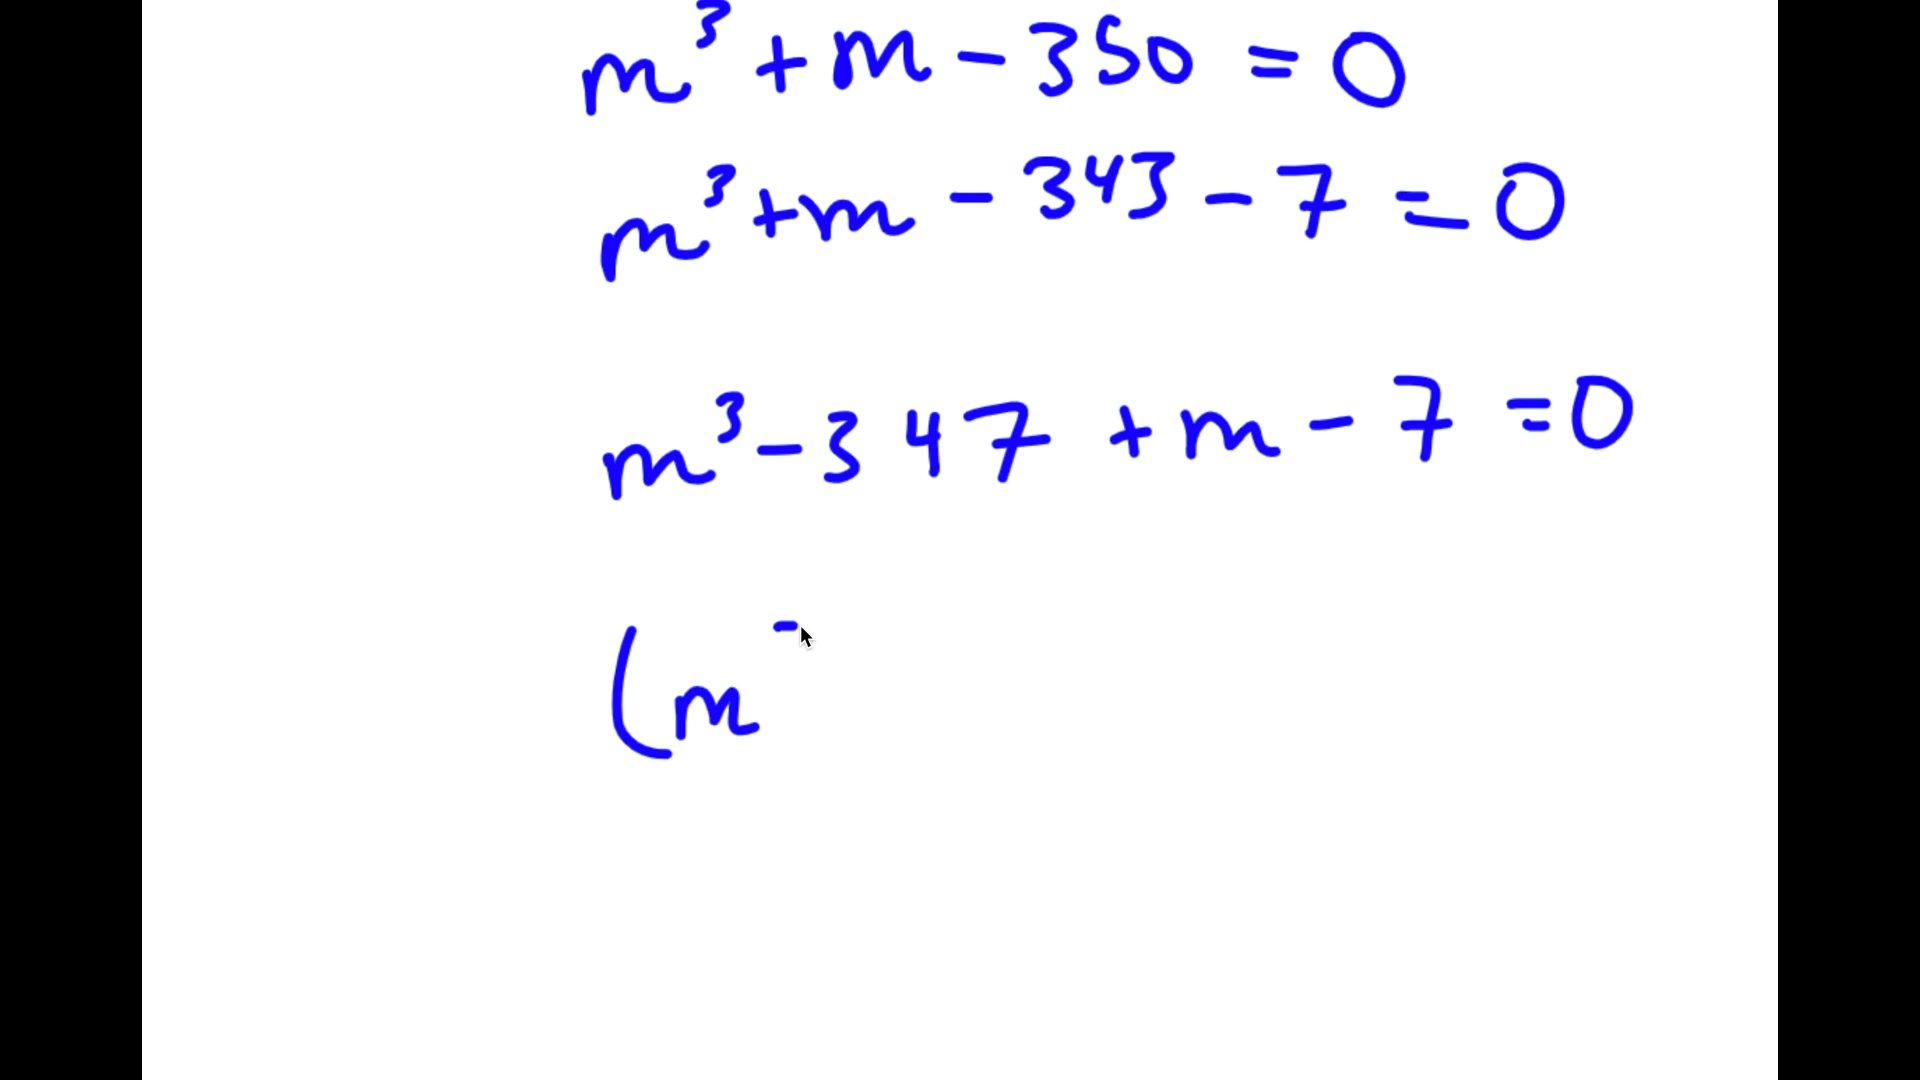 m³ + m - 350 = 0
m³ + m - 343 - 7 = 0
m³ - 347 + m - 7 = 0
(m -